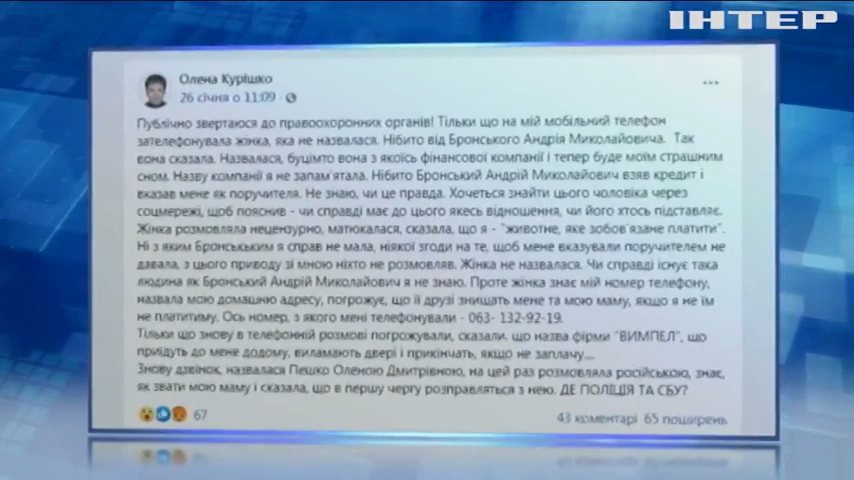 ІНТЕР
Олена Курішко
26 січня о 11:09
Публічно звертаюся до правоохоронних органів! Тільки що на мій мобільний телефон
зателефонувала жінка, яка не назвалася. Нібито від Бронського Андрія Миколайовича. Так
вона сказала. Назвалася, буцімто вона з якоїсь фінансової компанії і тепер буде моїм страшним
сном. Назву компанії я не запам'ятала. Нібито Бронський Андрій Миколайович взяв кредит і
вказав мене як поручителя. Не знаю, чи це правда. Хочеться знайти цього чоловіка через
соцмережі, щоб пояснив - чи справді має до цього якесь відношення, чи його хтось підставляє.
Жінка розмовляла нецензурно, матюкалася, сказала, що я - "животне, яке зобов'язане платити".
Ні з яким Бронськьким я справ не мала, ніякої згоди на те, щоб мене вказували поручителем не
давала, з цього приводу зі мною ніхто не розмовляв. Жінка не назвалася. Чи справді існує така
людина як Бронський Андрій Миколайович я не знаю. Проте жінка знає мій номер телефону,
назвала мою домашню адресу, погрожує, що її друзі знищать мене та мою маму, якщо я не їм
не платитиму. Ось номер, з якого мені телефонували - 063- 132-92-19.
Тільки що знову в телефонній розмові погрожували, сказали, що назва фірми "ВИМПЕЛ", що
приїдуть до мене додому, виламають двері і прикінчать, якщо не заплачу....
Знову дзвінок, назвалася Пешко Оленою Дмитрівною, на цей раз розмовляла російською, знає,
як звати мою маму і сказала, що в першу чергу розправляться з нею. ДЕ ПОЛІЦІЯ ТА СБУ?
67
43 коментарі 65 поширень